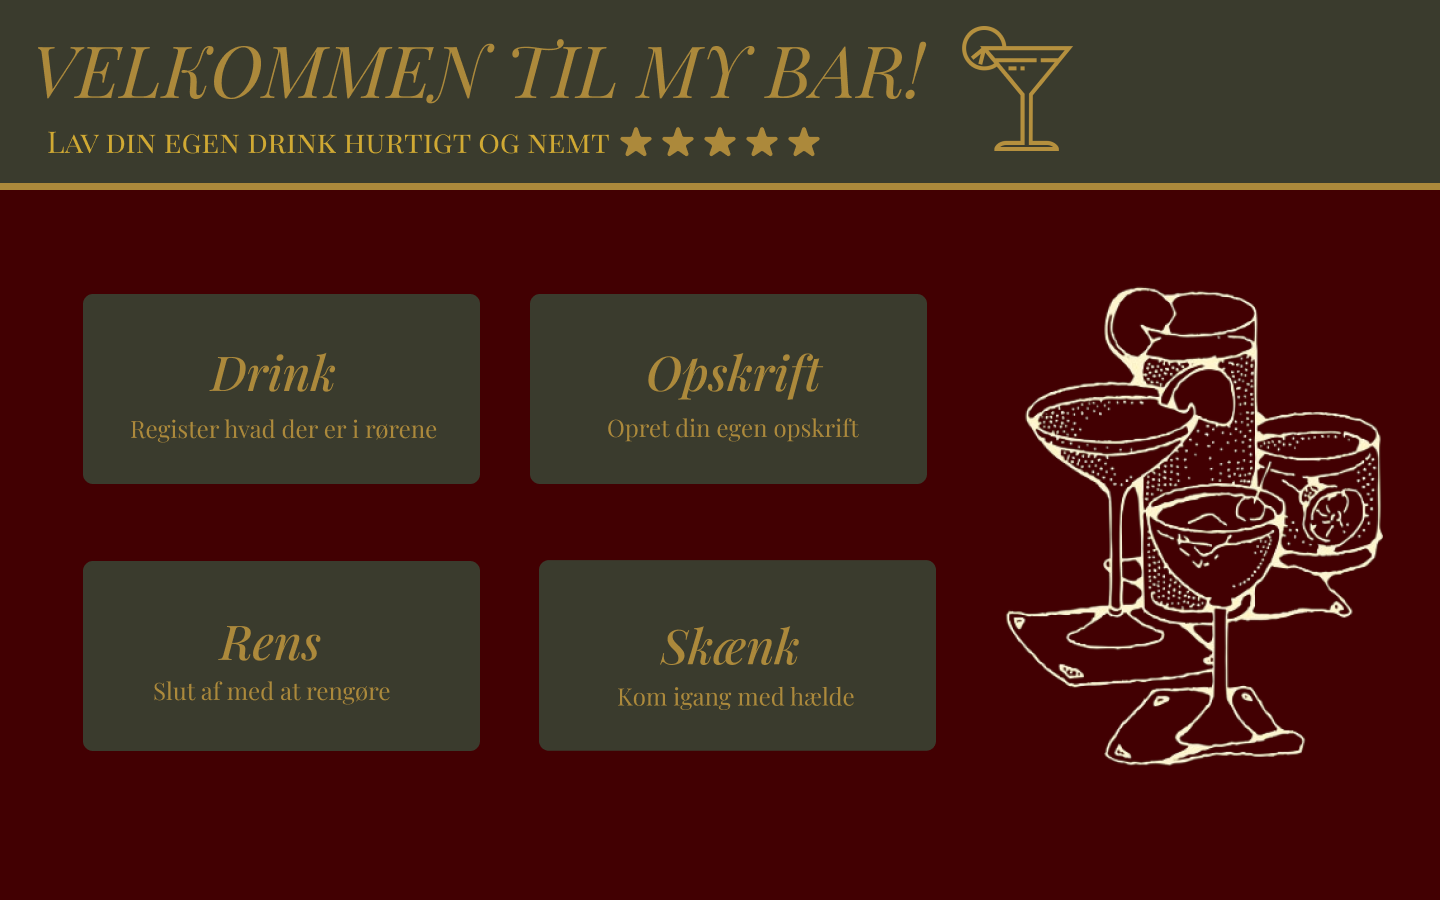 VELKOMMEN TIL MY BAR!
Lav din egen drink hurtigt og nemt
Drink
Register hvad der er i rørene
Opskrift
Opret din egen opskrift
Rens
Slut af med at rengøre
Skænk
Kom igang med hælde